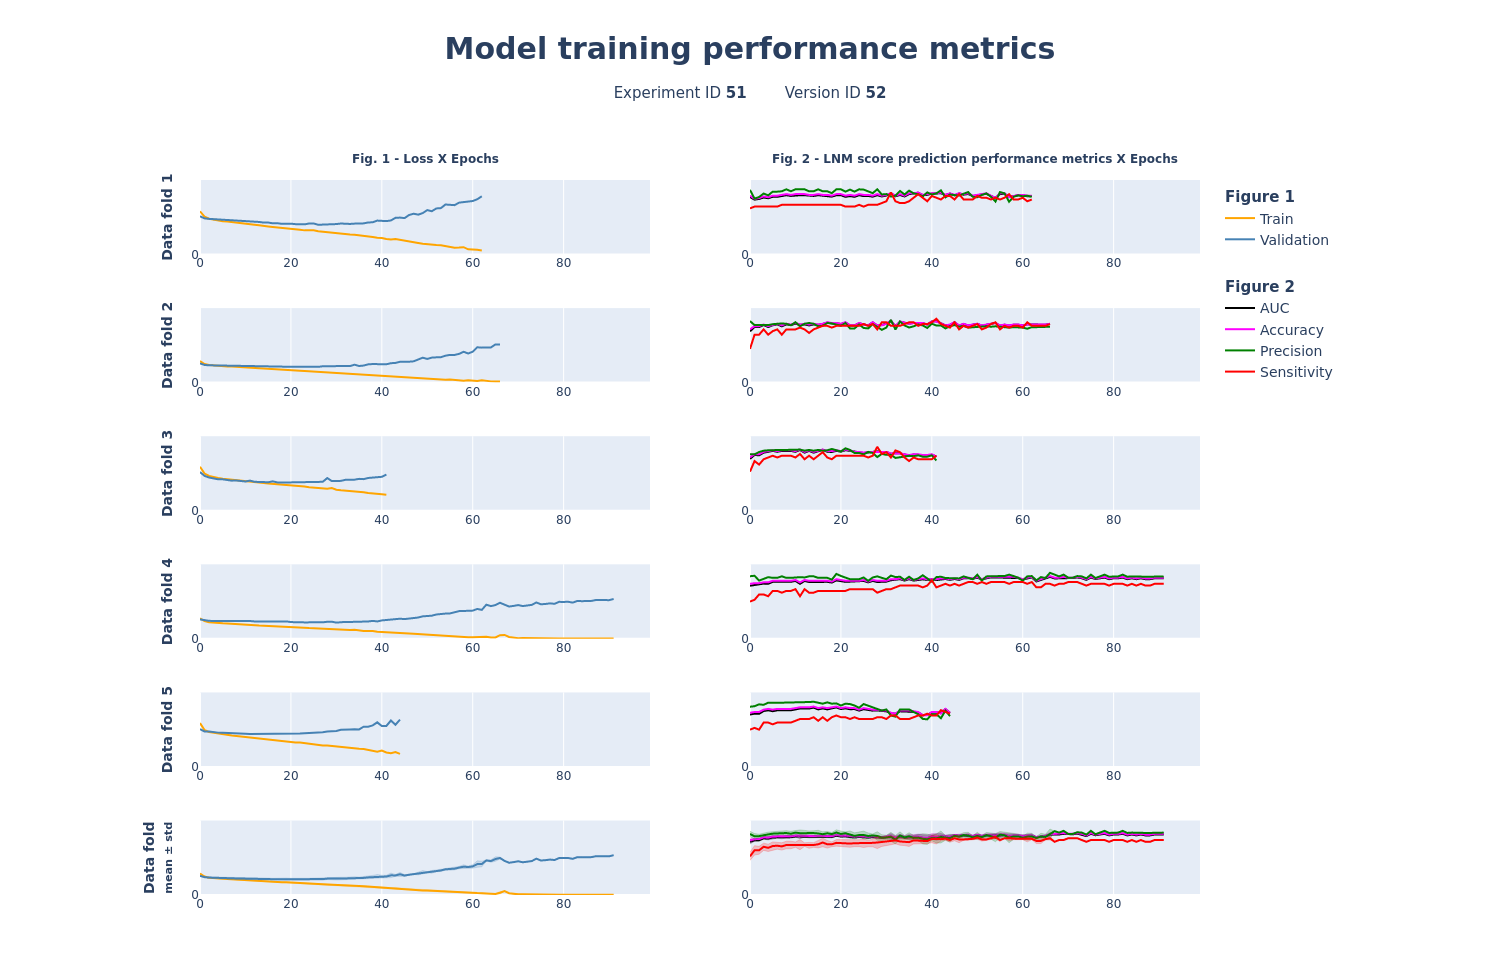 Model training performance metrics
Experiment ID 51 Version ID 52
Fig. 1 - Loss X Epochs
Fig. 2 - LNM score prediction performance metrics X Epochs
Data fold 1
0
0 20 40 60 80
0
0 20 40 60 80
Figure 1
Train
Validation
Figure 2
AUC
Accuracy
Precision
Sensitivity
Data fold 2
0
0 20 40 60 80
0
0 20 40 60 80
Data fold 3
0
0 20 40 60 80
0
0 20 40 60 80
Data fold 4
0
0 20 40 60 80
0
0 20 40 60 80
Data fold 5
0
0 20 40 60 80
0
0 20 40 60 80
Data fold
mean ± std
0
0 20 40 60 80
0
0 20 40 60 80